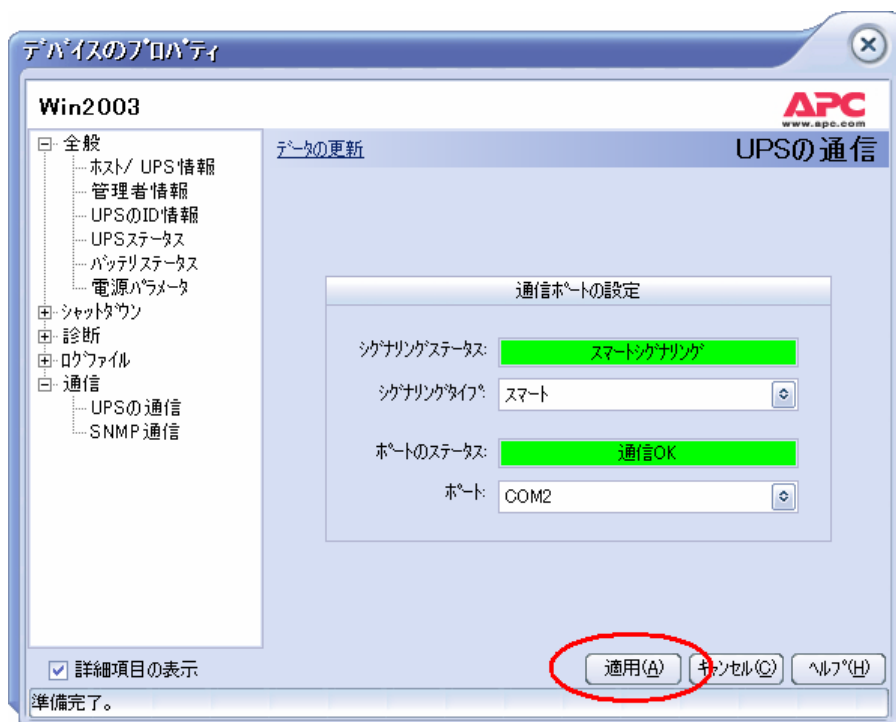 ﾃﾞﾊﾞｲｽのﾌﾟﾛﾊﾟﾃｨ
Win2003
APC
www.apc.com
全般
ﾎｽﾄ/ UPS情報
管理者情報
UPSのID情報
UPSｽﾃｰﾀｽ
ﾊﾞｯﾃﾘｽﾃｰﾀｽ
電源ﾊﾟﾗﾒｰﾀ
ｼｬｯﾄﾀﾞｳﾝ
診断
ﾛｸﾞﾌｧｲﾙ
通信
UPSの通信
SNMP通信
ﾃﾞｰﾀの更新
UPSの通信
通信ﾎﾟｰﾄの設定
ｼｸﾞﾅﾘﾝｸﾞｽﾃｰﾀｽ:
ｽﾏｰﾄｼｸﾞﾅﾘﾝｸﾞ
ｼｸﾞﾅﾘﾝｸﾞﾀｲﾌﾟ:
ｽﾏｰﾄ
ﾎﾟｰﾄのｽﾃｰﾀｽ:
通信OK
ﾎﾟｰﾄ:
COM2
詳細項目の表示
適用(A)
ｷｬﾝｾﾙ(C)
ﾍﾙﾌﾟ(H)
準備完了。